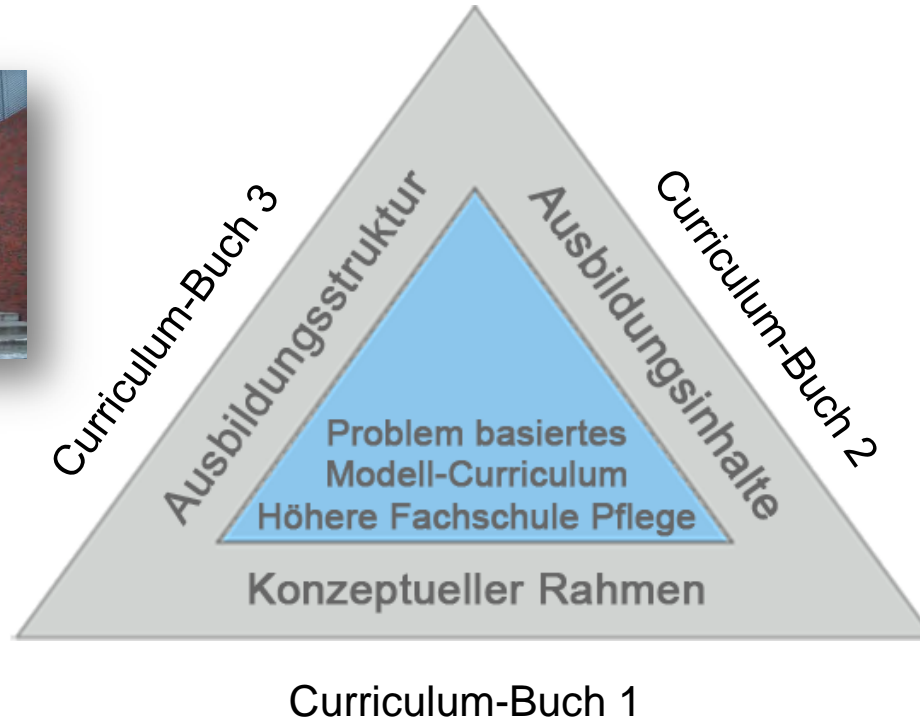 Curriculum-Buch 3
Ausbildungsstruktur
Ausbildungsinhalte
Curriculum-Buch 2
Problem basiertes
Modell-Curriculum
Höhere Fachschule Pflege
Konzeptueller Rahmen
Curriculum-Buch 1